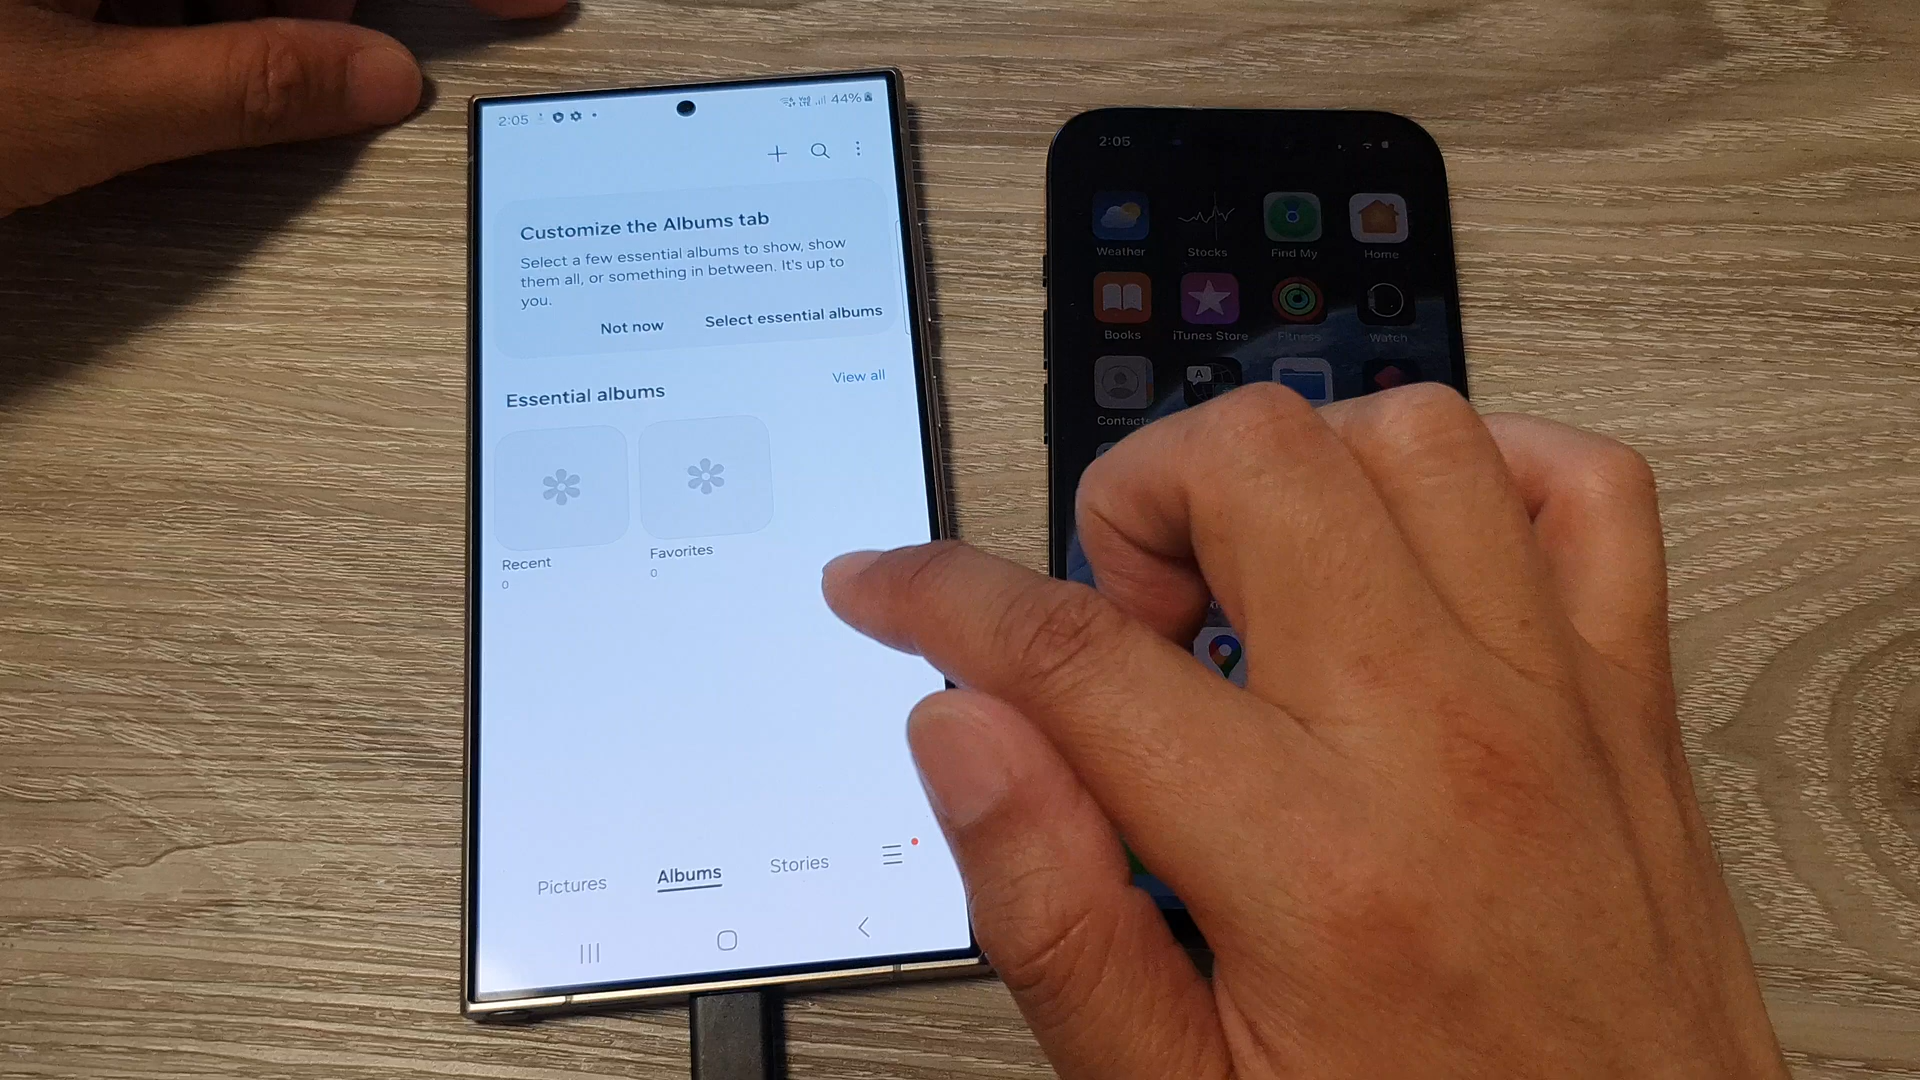 2:05
44%
Customize the Albums tab
Select a few essential albums to show, show
them all, or something in between. It's up to
you.
Not now
Select essential albums
Essential albums
View all
Recent
0
Favorites
0
Pictures
Albums
Stories
2:05
Weather
Stocks
Find My
Home
Books
iTunes Store
Fitness
Watch
A
Contacts